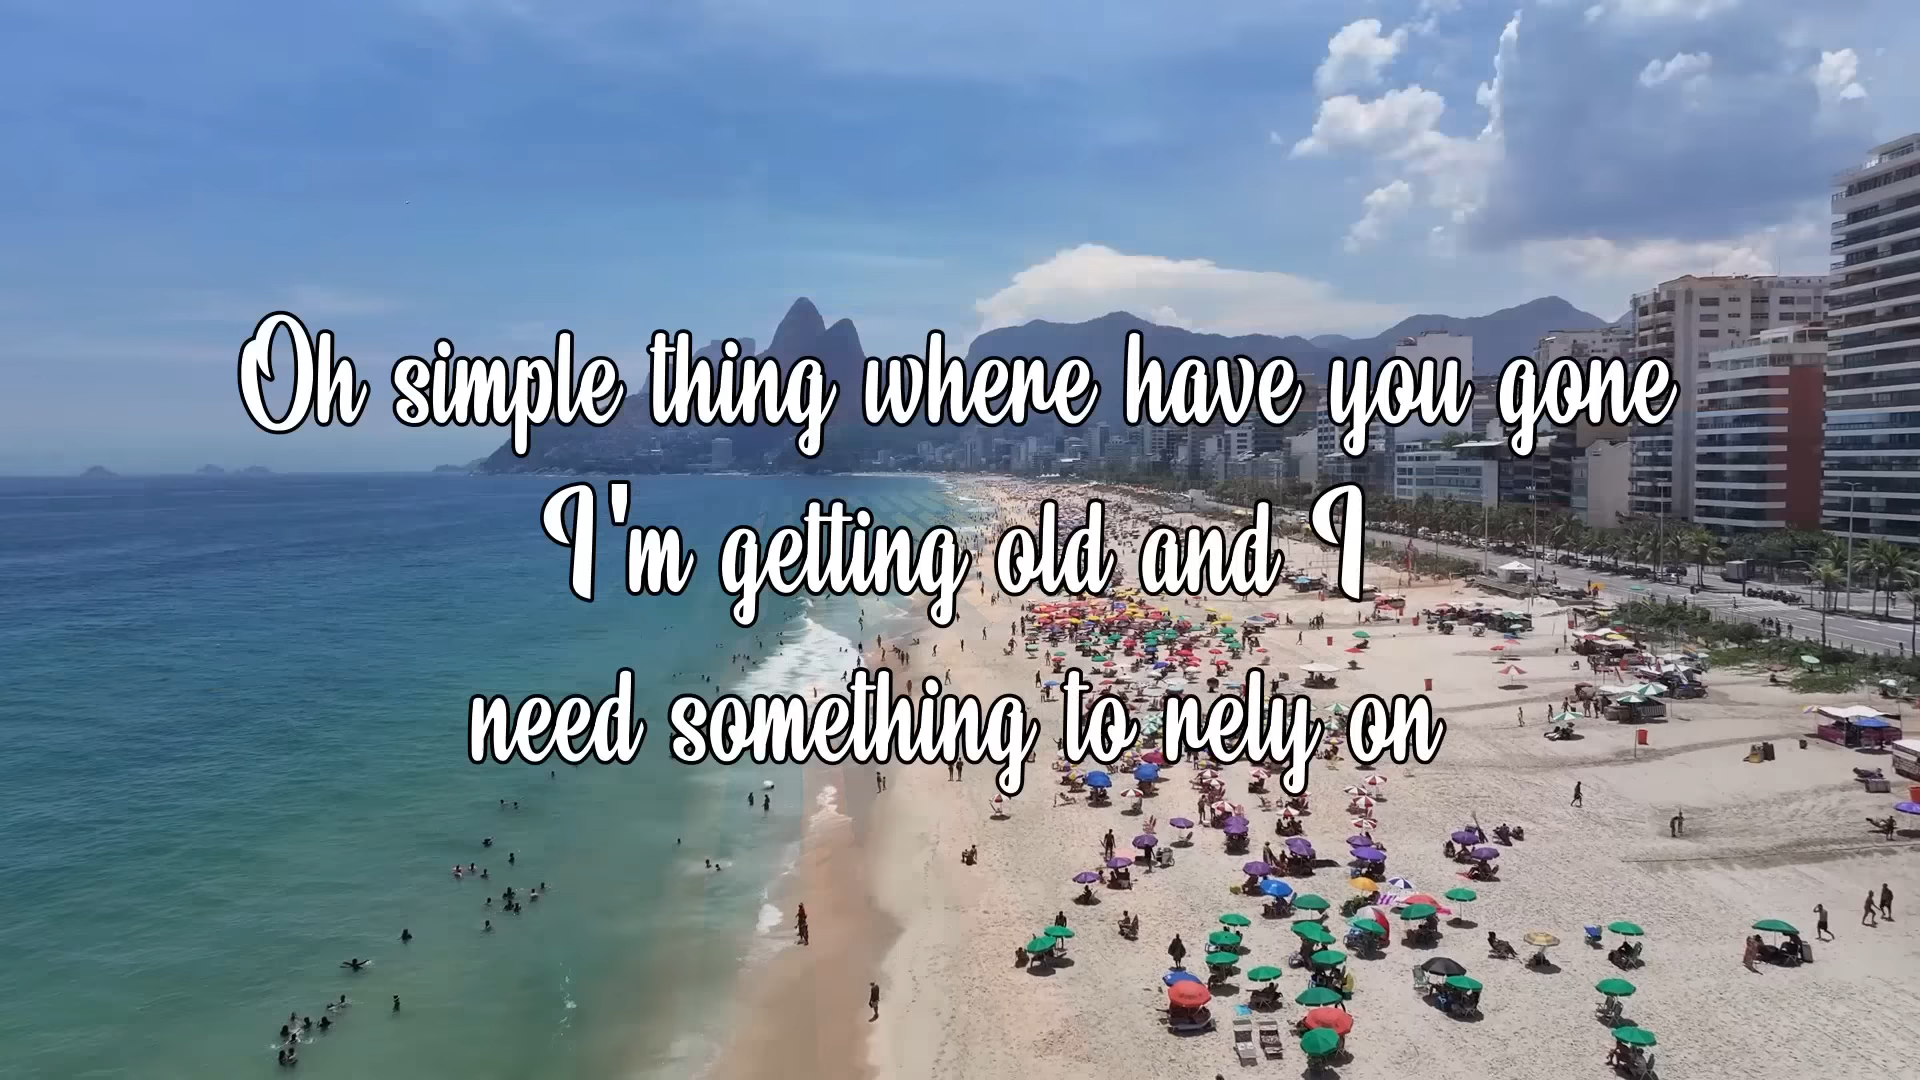 Oh simple thing where have you gone
I'm getting old and I
need something to rely on